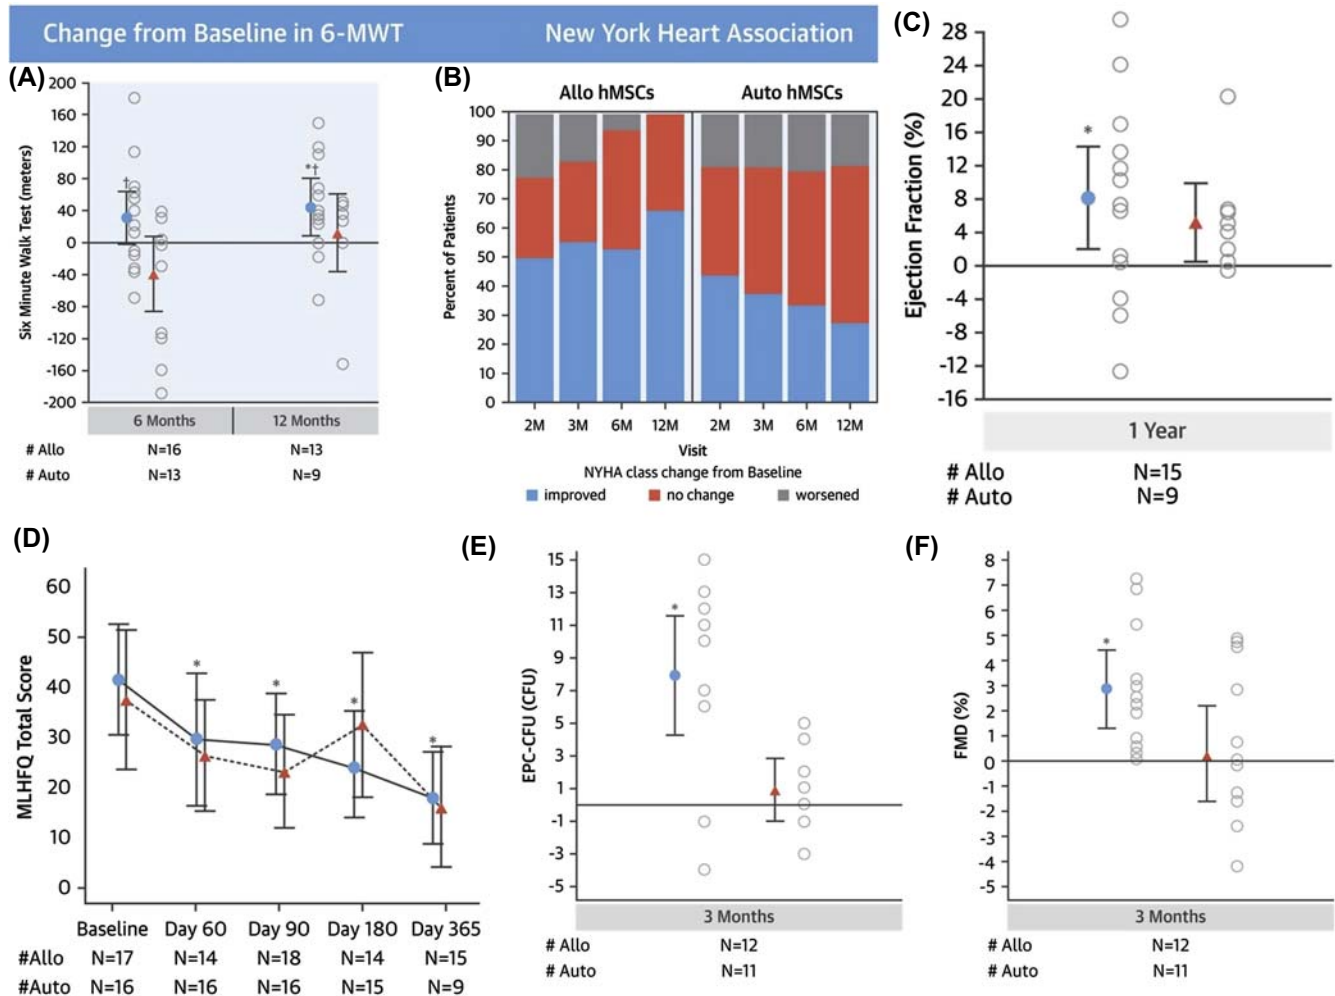 Change from Baseline in 6-MWT
New York Heart Association
(A)
Six Minute Walk Test (meters)
200
160
120
80
40
0
-40
-80
-120
-160
-200
†
*†
6 Months
12 Months
# Allo N=16 N=13
# Auto N=13 N=9
(B)
Allo hMSCs Auto hMSCs
Percent of Patients
100
90
80
70
60
50
40
30
20
10
0
2M 3M 6M 12M 2M 3M 6M 12M
Visit
NYHA class change from Baseline
improved no change worsened
(C)
Ejection Fraction (%)
28
24
20
16
12
8
4
0
-4
-8
-12
-16
*
1 Year
# Allo N=15
# Auto N=9
(D)
MLHFQ Total Score
60
50
40
30
20
10
0
* * * *
Baseline Day 60 Day 90 Day 180 Day 365
#Allo N=17 N=14 N=18 N=14 N=15
#Auto N=16 N=16 N=16 N=15 N=9
(E)
EPC-CFU (CFU)
15
13
11
9
7
5
3
1
-1
-3
-5
*
3 Months
# Allo N=12
# Auto N=11
(F)
FMD (%)
8
7
6
5
4
3
2
1
0
-1
-2
-3
-4
-5
*
3 Months
# Allo N=12
# Auto N=11